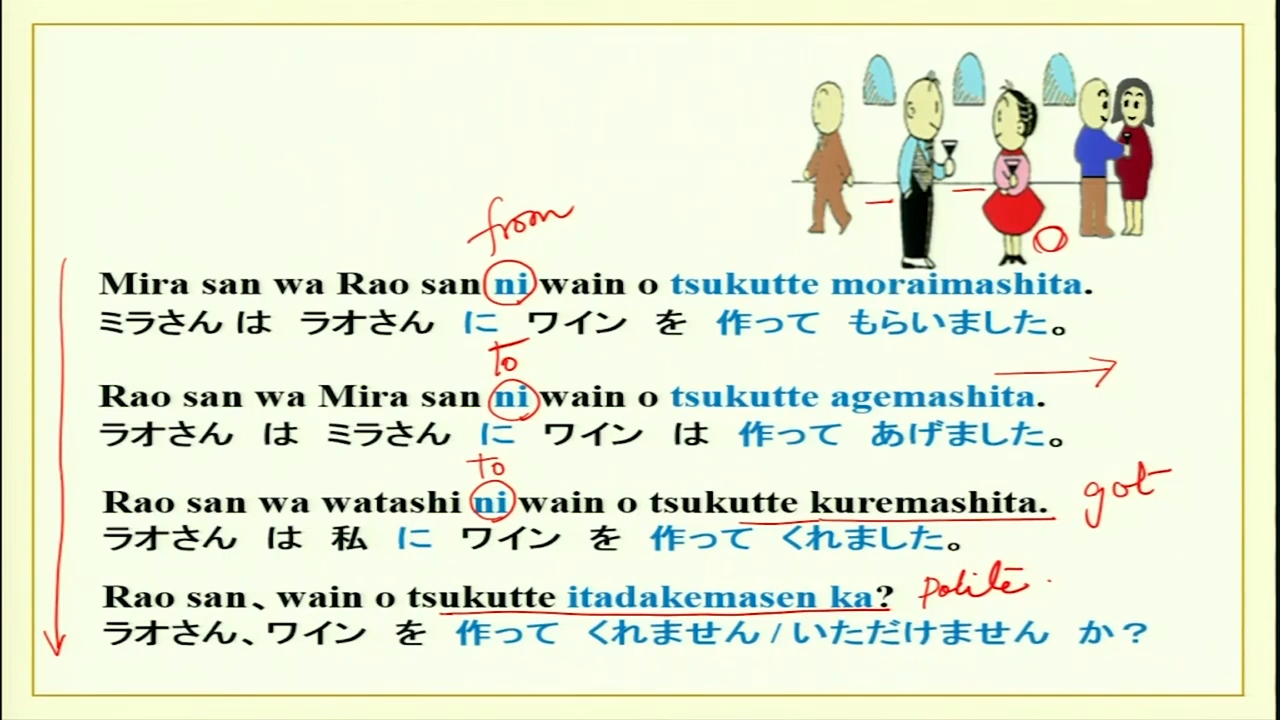 from
Mira san wa Rao san ni wain o tsukutte moraimashita.
ミラさん は ラオさん に ワイン を 作って もらいました。
to
Rao san wa Mira san ni wain o tsukutte agemashita.
ラオさん は ミラさん に ワイン は 作って あげました。
to
Rao san wa watashi ni wain o tsukutte kuremashita. got
ラオさん は 私 に ワイン を 作って くれました。
Rao san、wain o tsukutte itadakemasen ka? Polite
ラオさん、ワイン を 作って くれません / いただけません か？